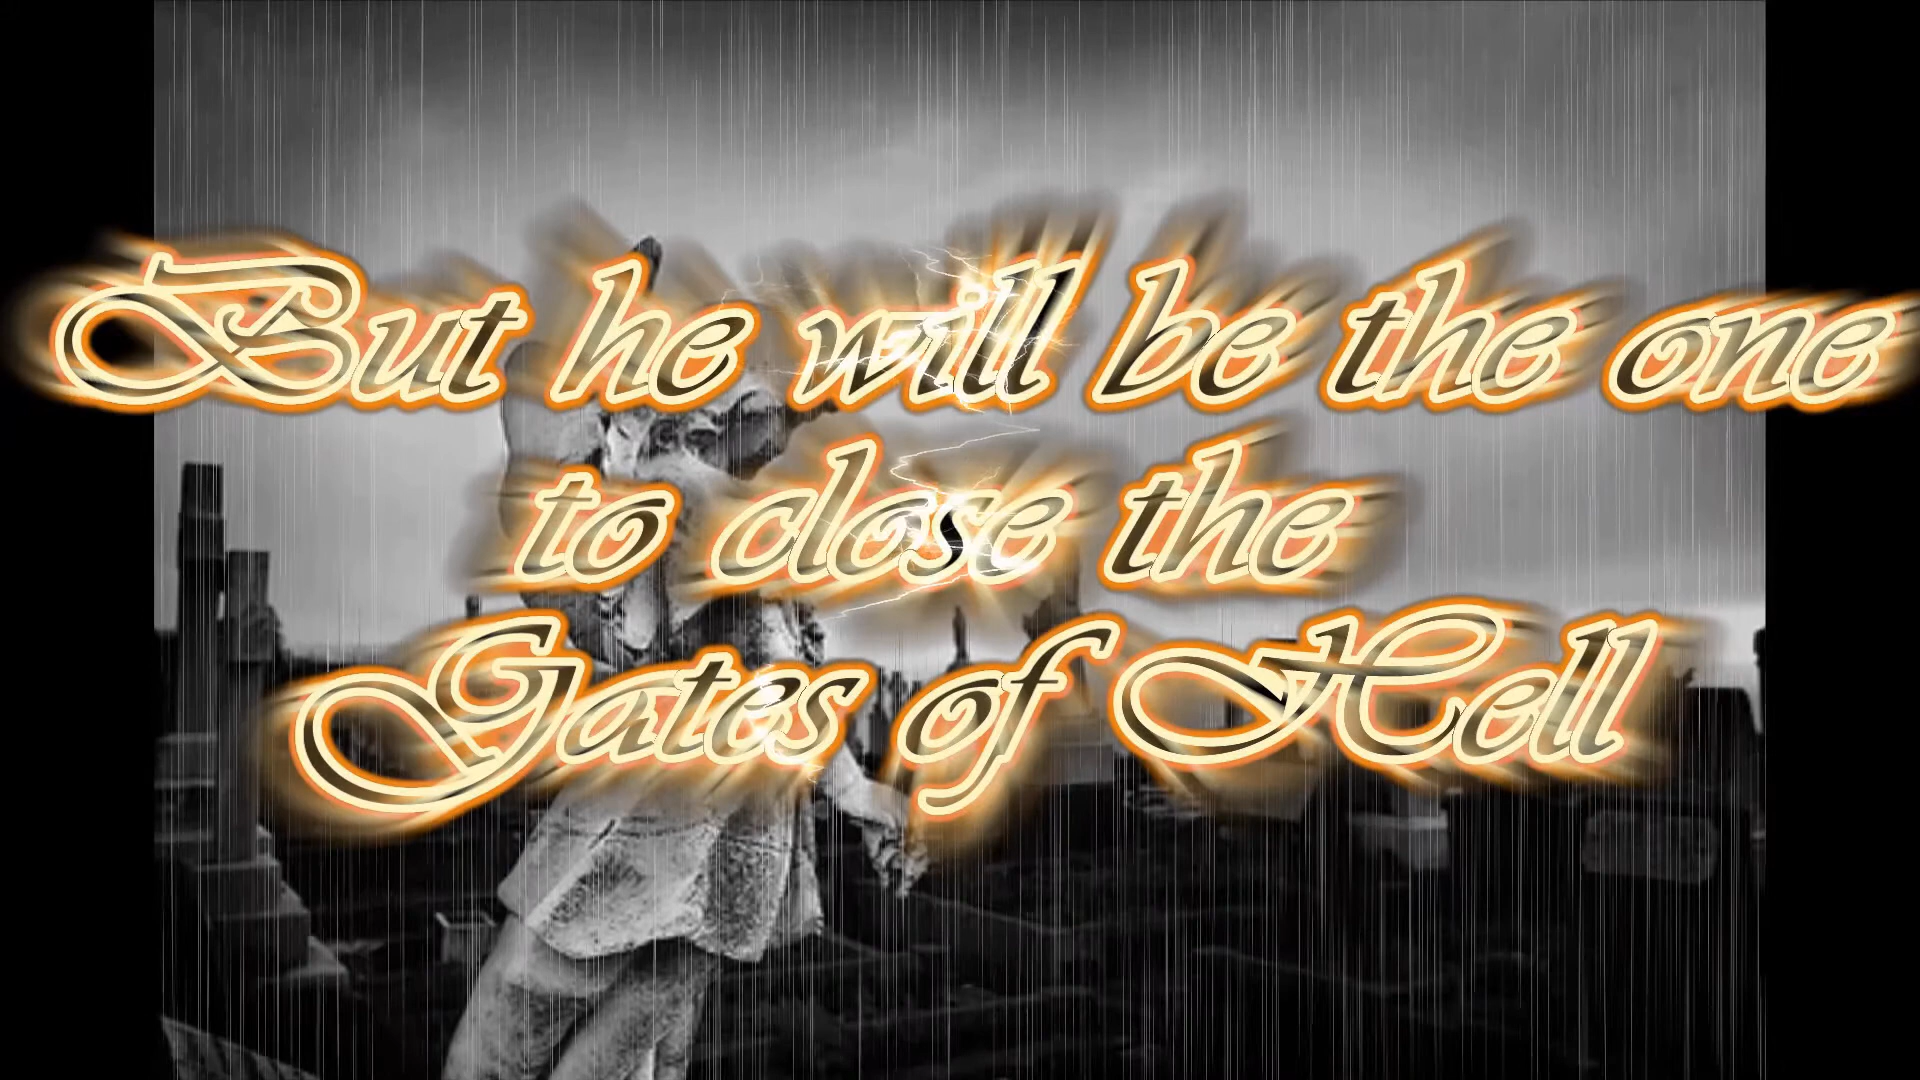 But he will be the one
to close the
Gates of Hell